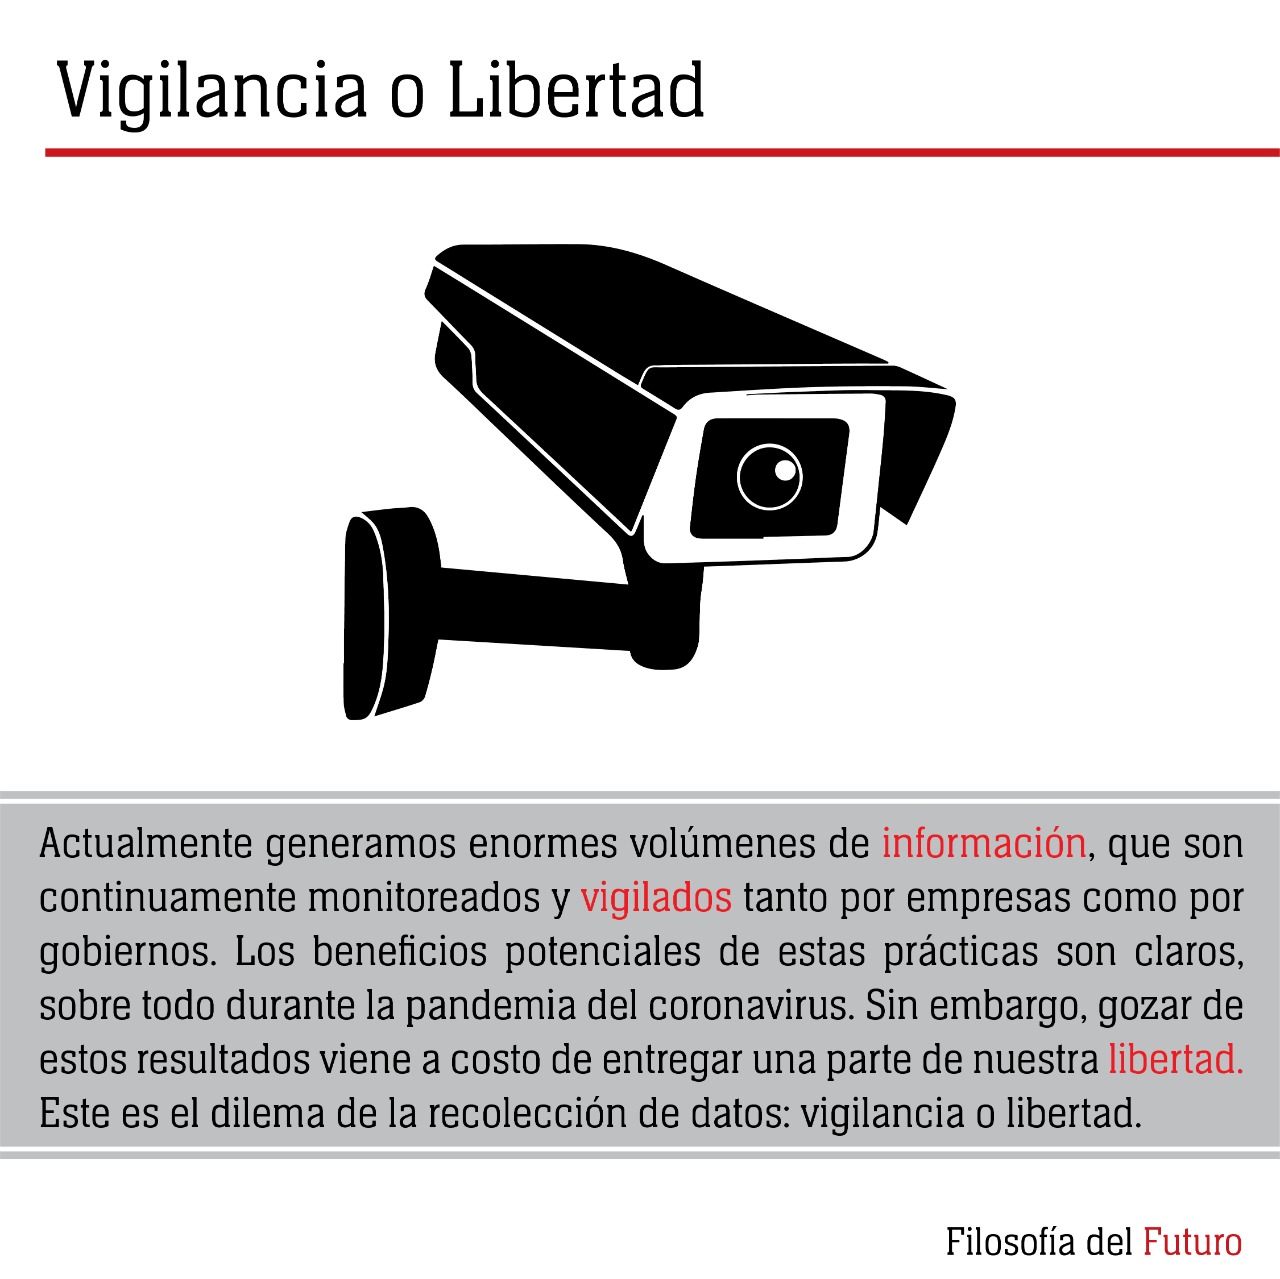 Vigilancia o Libertad
Actualmente generamos enormes volúmenes de información, que son
continuamente monitoreados y vigilados tanto por empresas como por
gobiernos. Los beneficios potenciales de estas prácticas son claros,
sobre todo durante la pandemia del coronavirus. Sin embargo, gozar de
estos resultados viene a costo de entregar una parte de nuestra libertad.
Este es el dilema de la recolección de datos: vigilancia o libertad.
Filosofía del Futuro